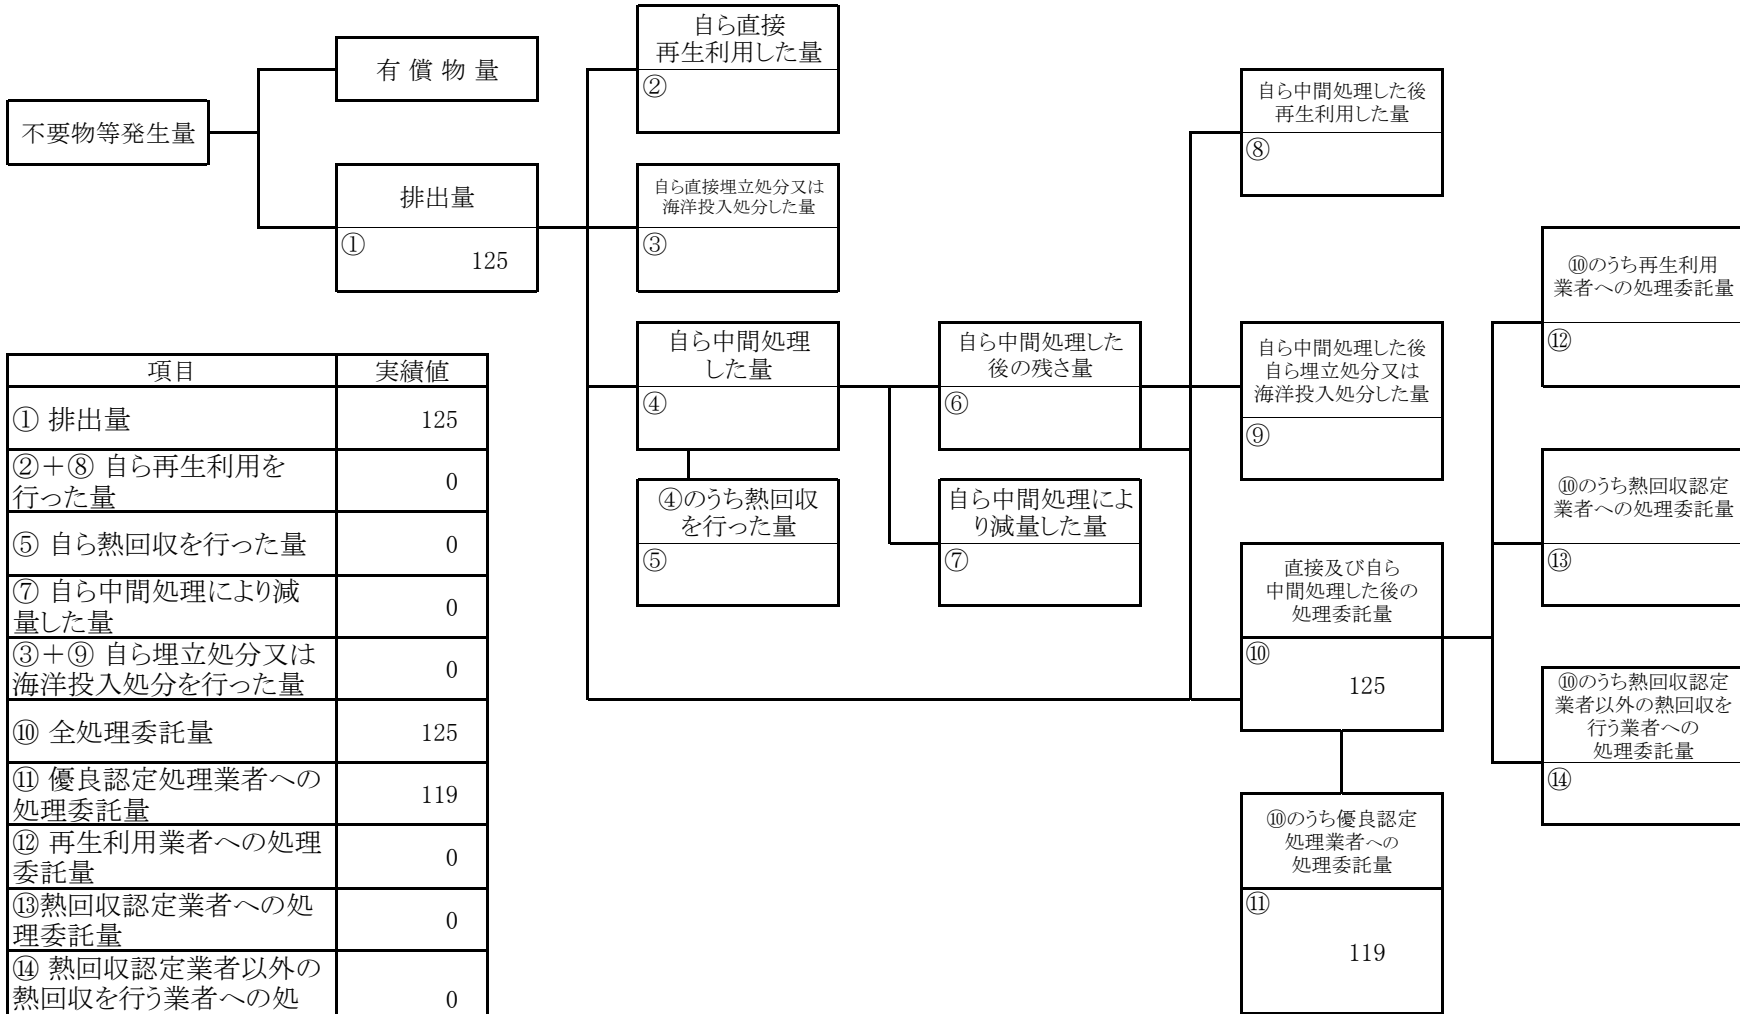 不要物等発生量
有 償 物 量
排出量
①
125
自ら直接
再生利用した量
②
自ら直接埋立処分又は
海洋投入処分した量
③
自ら中間処理
した量
④
④のうち熱回収
を行った量
⑤
自ら中間処理した
後の残さ量
⑥
自ら中間処理によ
り減量した量
⑦
自ら中間処理した後
再生利用した量
⑧
自ら中間処理した後
自ら埋立処分又は
海洋投入処分した量
⑨
直接及び自ら
中間処理した後の
処理委託量
⑩
125
⑩のうち優良認定
処理業者への
処理委託量
⑪
119
⑩のうち再生利用
業者への処理委託量
⑫
⑩のうち熱回収認定
業者への処理委託量
⑬
⑩のうち熱回収認定
業者以外の熱回収を
行う業者への
処理委託量
⑭
項目 実績値
① 排出量 125
②＋⑧ 自ら再生利用を
行った量 0
⑤ 自ら熱回収を行った量 0
⑦ 自ら中間処理により減
量した量 0
③＋⑨ 自ら埋立処分又は
海洋投入処分を行った量 0
⑩ 全処理委託量 125
⑪ 優良認定処理業者への
処理委託量 119
⑫ 再生利用業者への処理
委託量 0
⑬熱回収認定業者への処
理委託量 0
⑭ 熱回収認定業者以外の
熱回収を行う業者への処 0